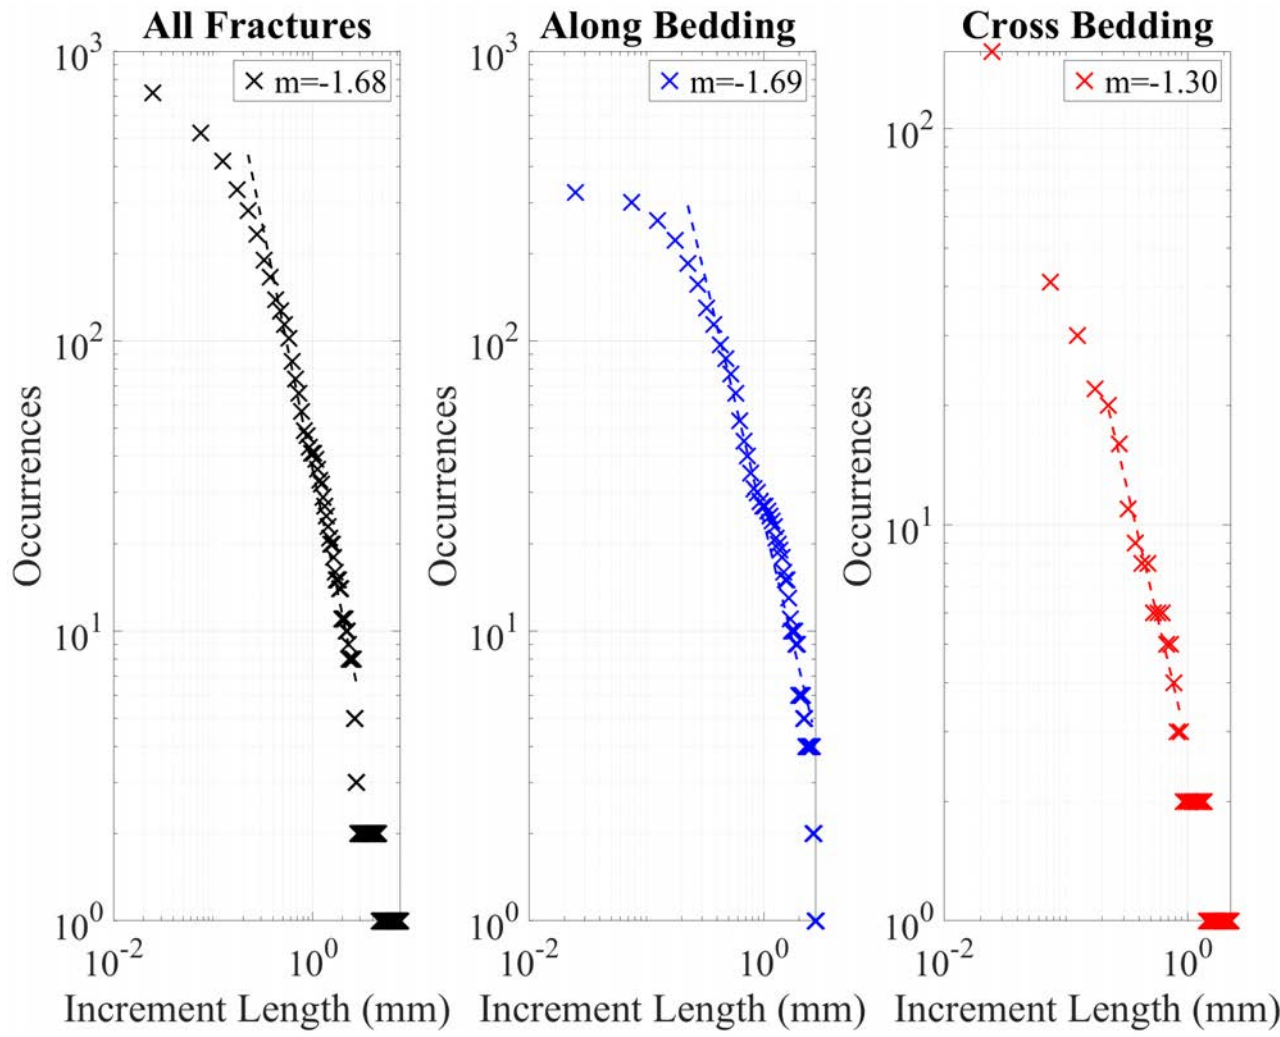 All Fractures
10^3
m=-1.68
10^2
10^1
10^0
Occurrences
10^-2
10^0
Increment Length (mm)
Along Bedding
10^3
m=-1.69
10^2
10^1
10^0
Occurrences
10^-2
10^0
Increment Length (mm)
Cross Bedding
m=-1.30
10^2
10^1
10^0
Occurrences
10^-2
10^0
Increment Length (mm)